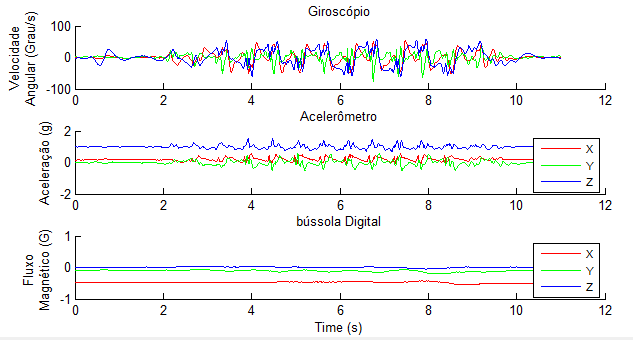 Giroscópio
Velocidade
Angular (Grau/s)
100
0
-100
0 2 4 6 8 10 12
Acelerômetro
Aceleração (g)
2
0
-2
X
Y
Z
0 2 4 6 8 10 12
bússola Digital
Fluxo
Magnético (G)
1
0
-1
X
Y
Z
0 2 4 6 8 10 12
Time (s)